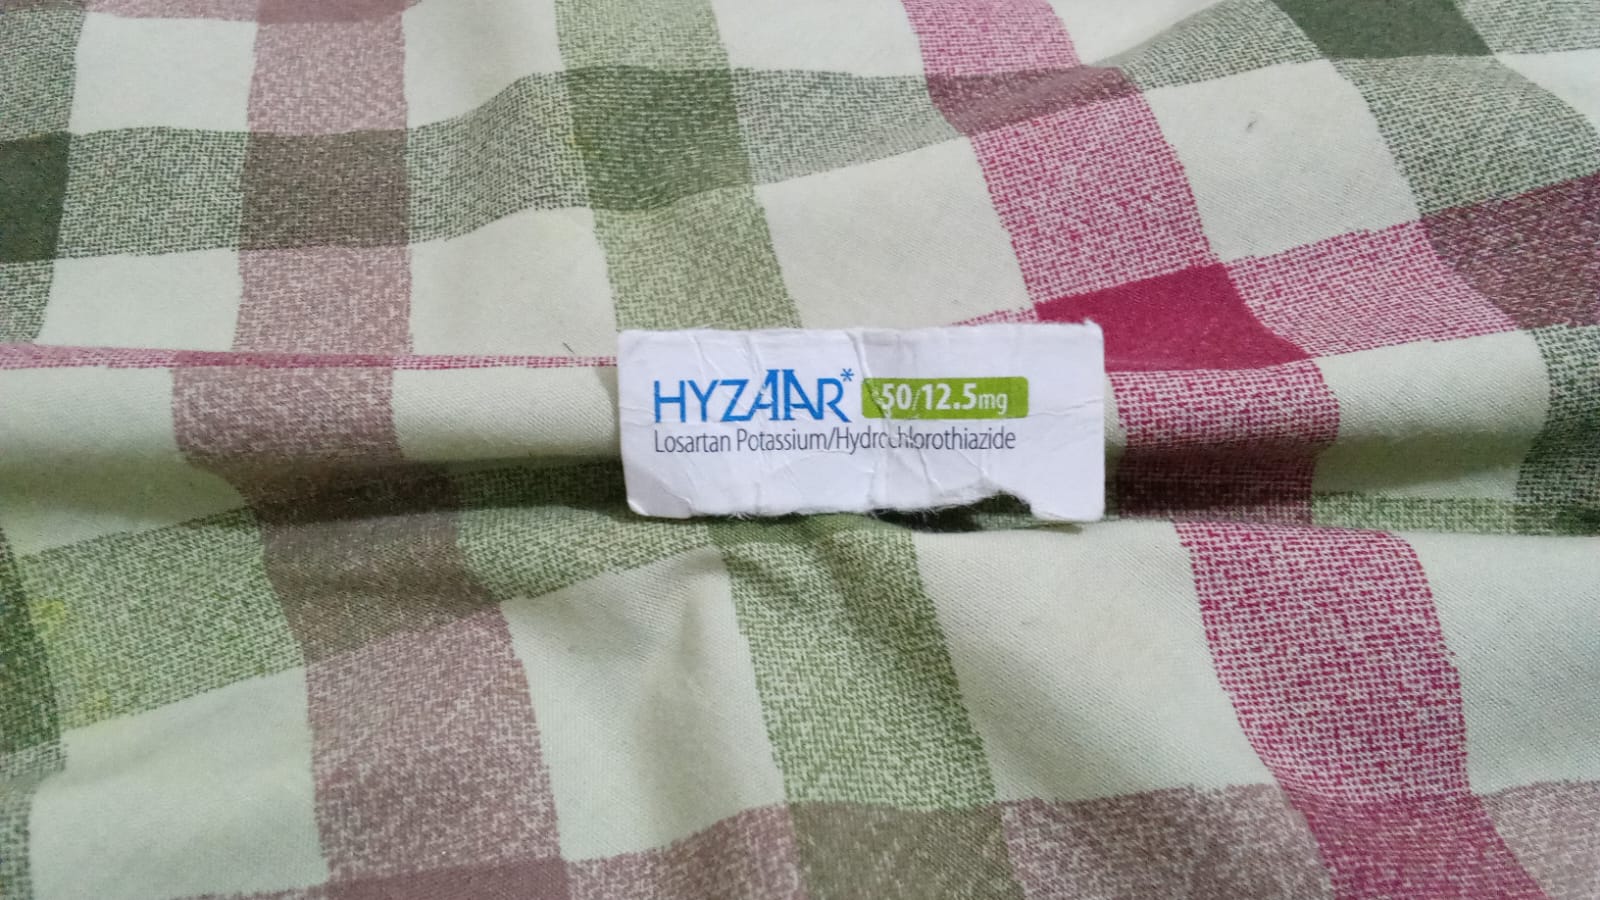 HYZAAR* 50/12.5mg
Losartan Potassium/Hydrochlorothiazide